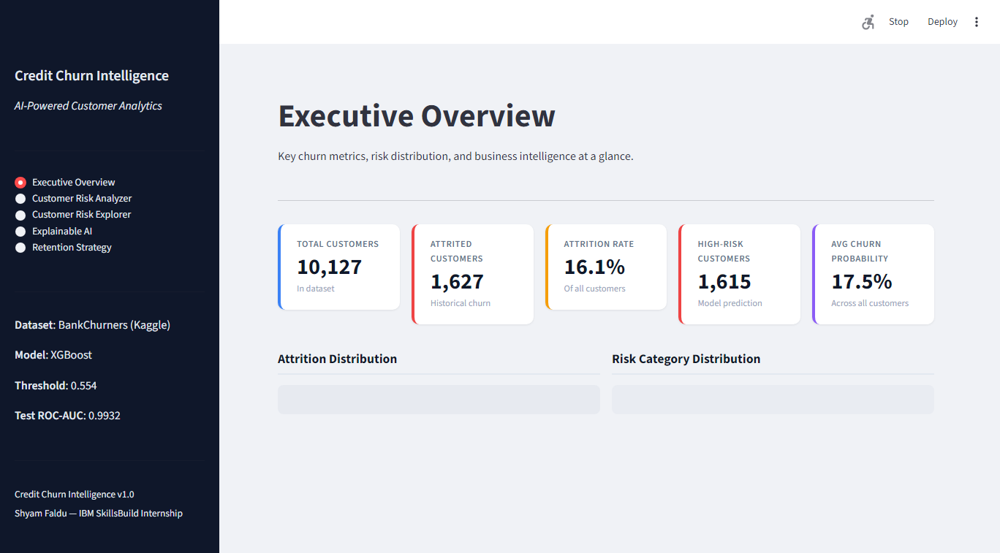 Stop
Deploy
Credit Churn Intelligence
AI-Powered Customer Analytics
Executive Overview
Customer Risk Analyzer
Customer Risk Explorer
Explainable AI
Retention Strategy
Dataset: BankChurners (Kaggle)
Model: XGBoost
Threshold: 0.554
Test ROC-AUC: 0.9932
Credit Churn Intelligence v1.0
Shyam Faldu — IBM SkillsBuild Internship
Executive Overview
Key churn metrics, risk distribution, and business intelligence at a glance.
TOTAL CUSTOMERS
10,127
In dataset
ATTRITED
CUSTOMERS
1,627
Historical churn
ATTRITION RATE
16.1%
Of all customers
HIGH-RISK
CUSTOMERS
1,615
Model prediction
AVG CHURN
PROBABILITY
17.5%
Across all customers
Attrition Distribution
Risk Category Distribution